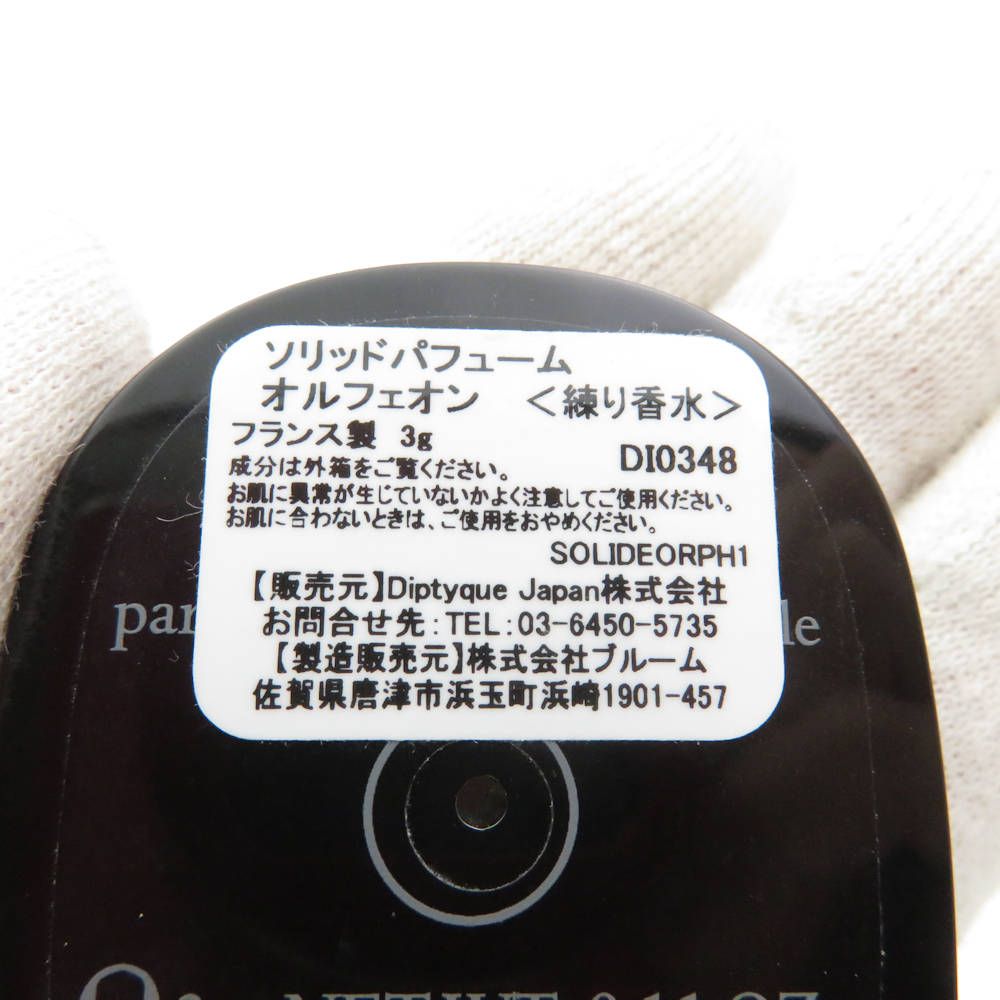 ソリッドパフューム
オルフェオン <練り香水>
フランス製 3g
成分は外箱をご覧ください。 DI0348
お肌に異常が生じていないかよく注意してご使用ください。
お肌に合わないときは、ご使用をおやめください。
SOLIDEORPH1
【販売元】Diptyque Japan株式会社
お問合せ先:TEL:03-6450-5735
【製造販売元】株式会社ブルーム
佐賀県唐津市浜玉町浜崎1901-457